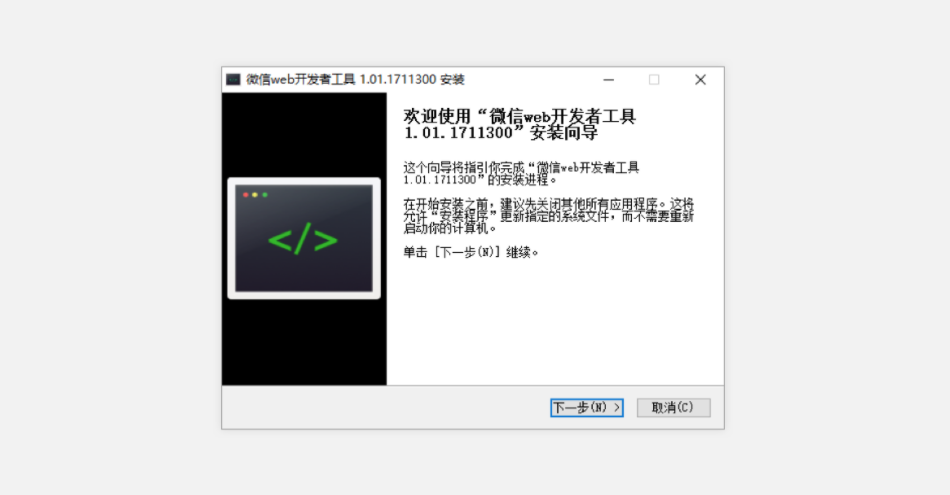 微信web开发者工具 1.01.1711300 安装
欢迎使用“微信web开发者工具
1.01.1711300”安装向导
这个向导将指引你完成“微信web开发者工具
1.01.1711300”的安装进程。
在开始安装之前，建议先关闭其他所有应用程序。这将
允许“安装程序”更新指定的系统文件，而不需要重新
启动你的计算机。
单击 [下一步(N)] 继续。
</>
下一步(N) >
取消(C)